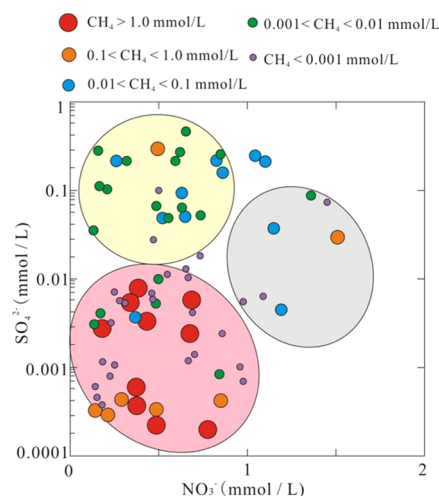 CH₄ > 1.0 mmol/L
0.001< CH₄ < 0.01 mmol/L
0.1< CH₄ < 1.0 mmol/L
CH₄ < 0.001 mmol/L
0.01< CH₄ < 0.1 mmol/L
1
0.1
0.01
0.001
0.0001
SO₄²⁻ (mmol / L)
0
1
2
NO₃⁻ (mmol / L)